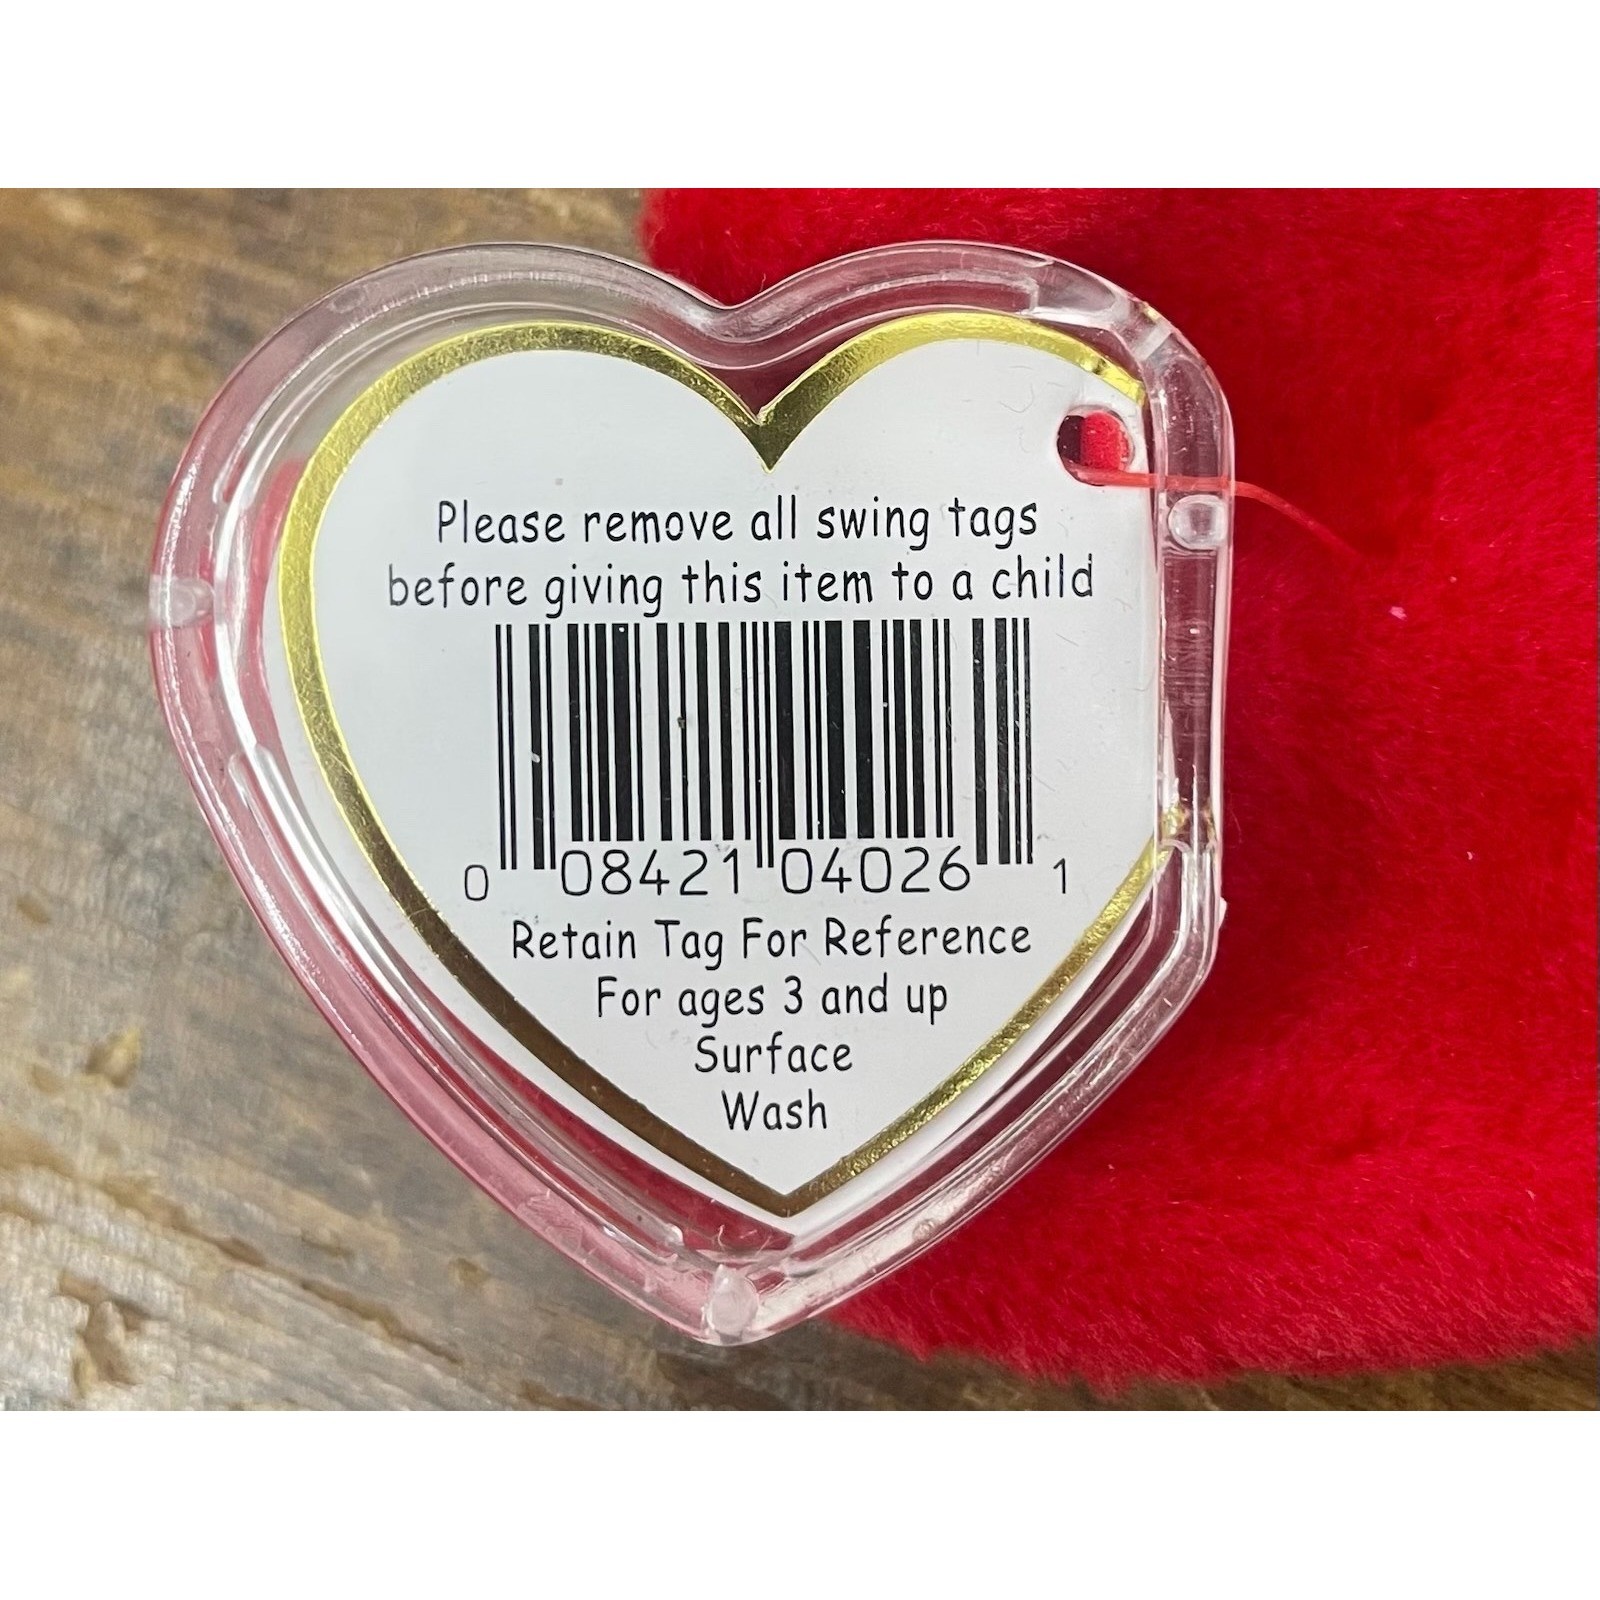 Please remove all swing tags
before giving this item to a child
0 08421 04026 1
Retain Tag For Reference
For ages 3 and up
Surface
Wash